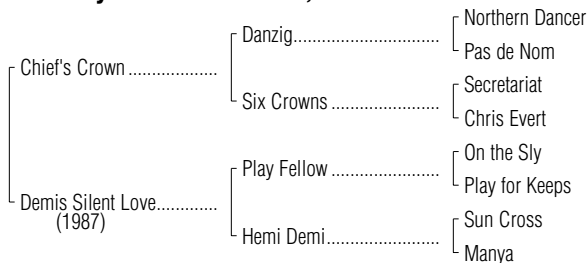 Northern Dancer
Danzig
Pas de Nom
Chief's Crown
Secretariat
Six Crowns
Chris Evert
On the Sly
Play Fellow
Play for Keeps
Demis Silent Love
(1987)
Sun Cross
Hemi Demi
Manya